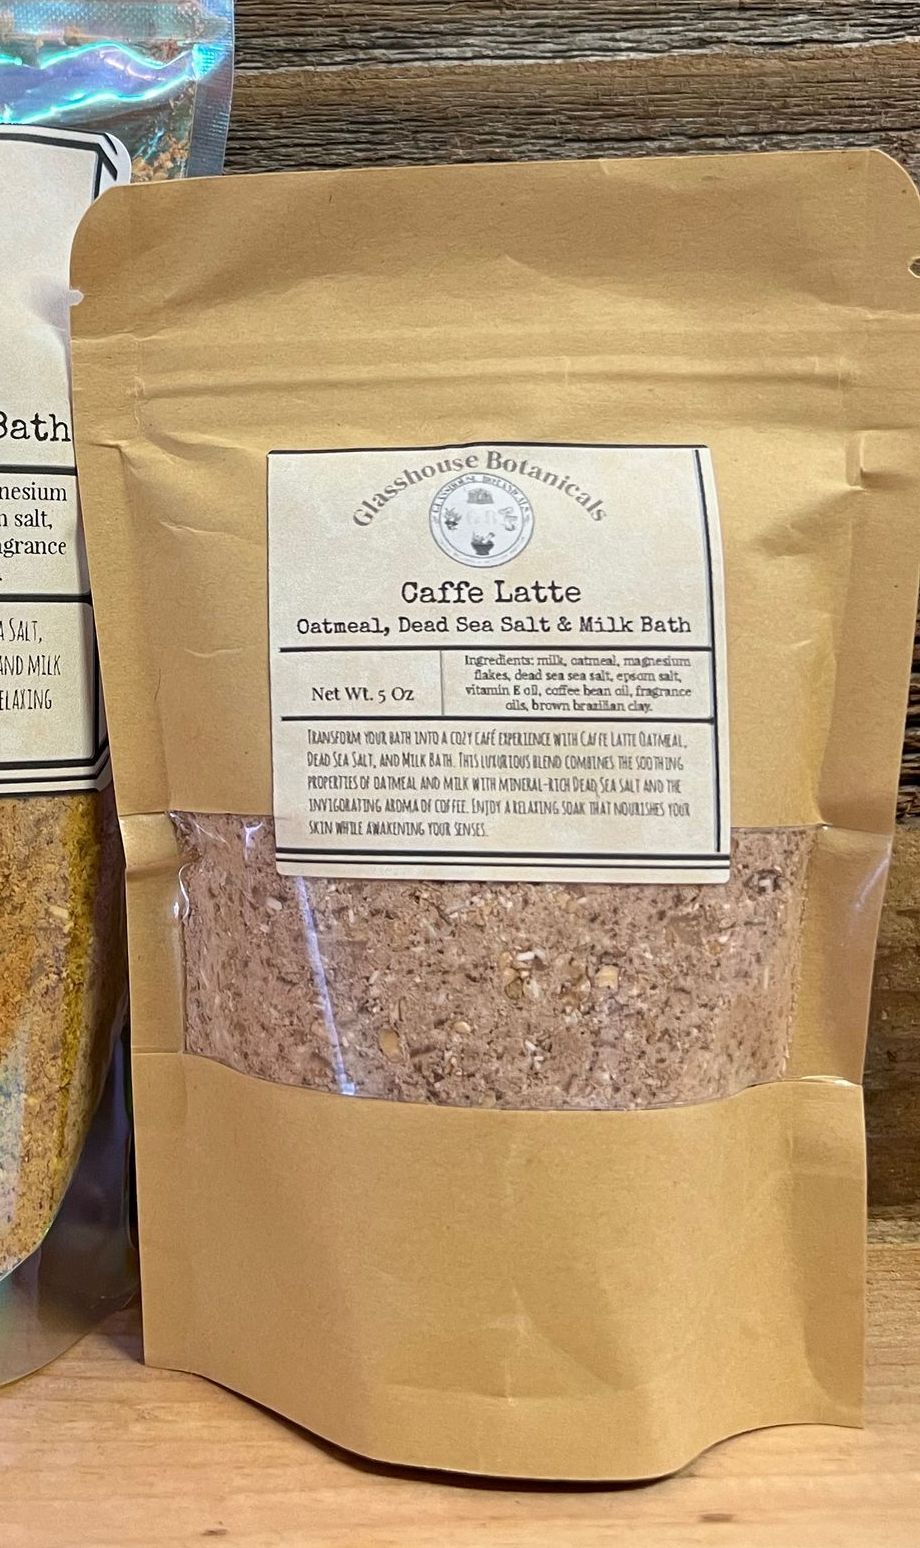 Bath
nesium
n salt,
agrance
A SALT,
AND MILK
ELAXING
Glasshouse Botanicals
GLASSHOUSE BOTANICALS
Caffe Latte
Oatmeal, Dead Sea Salt & Milk Bath
Net Wt. 5 Oz
Ingredients: milk, oatmeal, magnesium
flakes, dead sea sea salt, epsom salt,
vitamin E oil, coffee bean oil, fragrance
oils, brown brazilian clay.
TRANSFORM YOUR BATH INTO A COZY CAFÉ EXPERIENCE WITH CAFFE LATTE OATMEAL,
DEAD SEA SALT, AND MILK BATH. THIS LUXURIOUS BLEND COMBINES THE SOOTHING
PROPERTIES OF OATMEAL AND MILK WITH MINERAL-RICH DEAD SEA SALT AND THE
INVIGORATING AROMA OF COFFEE. ENJOY A RELAXING SOAK THAT NOURISHES YOUR
SKIN WHILE AWAKENING YOUR SENSES.